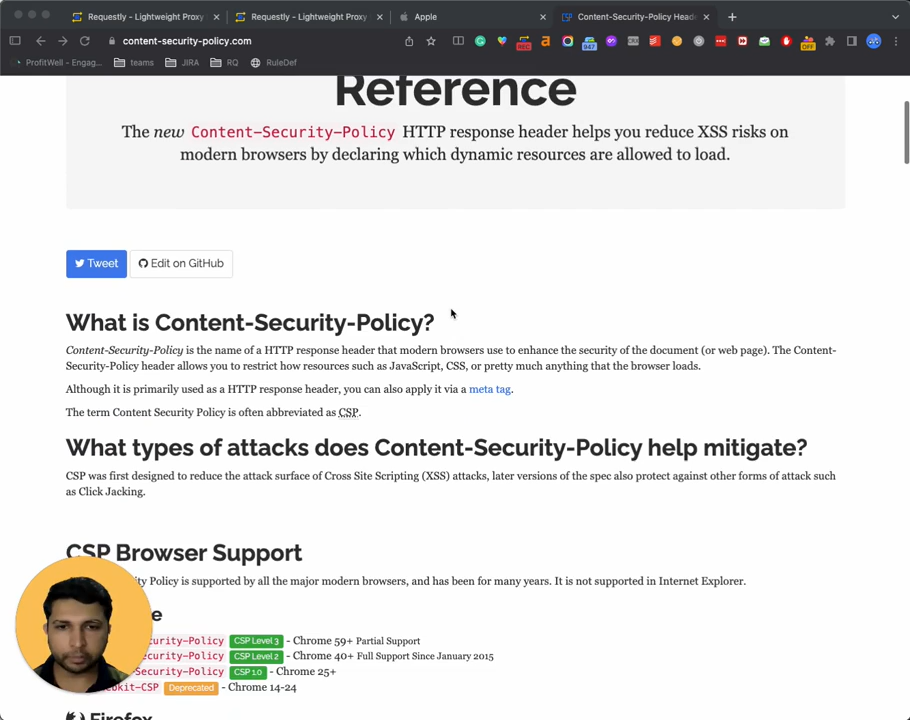 Requestly - Lightweight Proxy
Requestly - Lightweight Proxy
Apple
Content-Security-Policy Head
content-security-policy.com
REC
947
OFF
ProfitWell - Engag...
teams
JIRA
RQ
RuleDef
Reference
The new Content-Security-Policy HTTP response header helps you reduce XSS risks on
modern browsers by declaring which dynamic resources are allowed to load.
Tweet
Edit on GitHub
What is Content-Security-Policy?
Content-Security-Policy is the name of a HTTP response header that modern browsers use to enhance the security of the document (or web page). The Content-
Security-Policy header allows you to restrict how resources such as JavaScript, CSS, or pretty much anything that the browser loads.
Although it is primarily used as a HTTP response header, you can also apply it via a meta tag.
The term Content Security Policy is often abbreviated as CSP.
What types of attacks does Content-Security-Policy help mitigate?
CSP was first designed to reduce the attack surface of Cross Site Scripting (XSS) attacks, later versions of the spec also protect against other forms of attack such
as Click Jacking.
CSP Browser Support
ity Policy is supported by all the major modern browsers, and has been for many years. It is not supported in Internet Explorer.
e
curity-Policy CSP Level 3 - Chrome 59+ Partial Support
ecurity-Policy CSP Level 2 - Chrome 40+ Full Support Since January 2015
-Security-Policy CSP 1.0 - Chrome 25+
bkit-CSP Deprecated - Chrome 14-24
Firefox